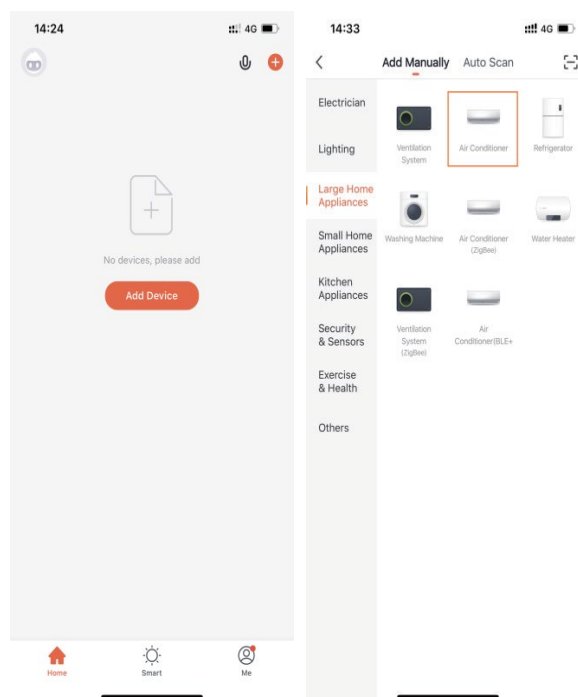 14:24
4G
No devices, please add
Add Device
Home
Smart
Me
14:33
4G
Add Manually
Auto Scan
Electrician
Lighting
Large Home
Appliances
Small Home
Appliances
Kitchen
Appliances
Security
& Sensors
Exercise
& Health
Others
Ventilation
System
Air Conditioner
Refrigerator
Washing Machine
Air Conditioner
(ZigBee)
Water Heater
Ventilation
System
(ZigBee)
Air
Conditioner(BLE+